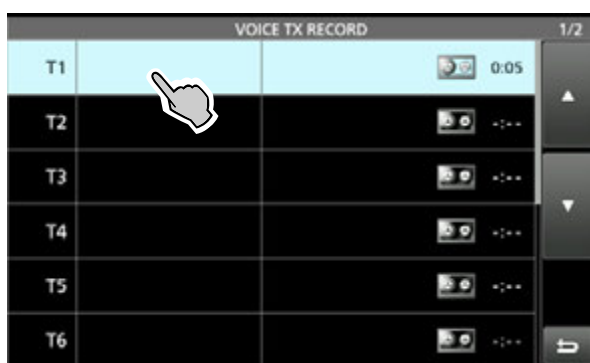 VOICE TX RECORD 1/2
T1 0:05
T2 -:--
T3 -:--
T4 -:--
T5 -:--
T6 -:--